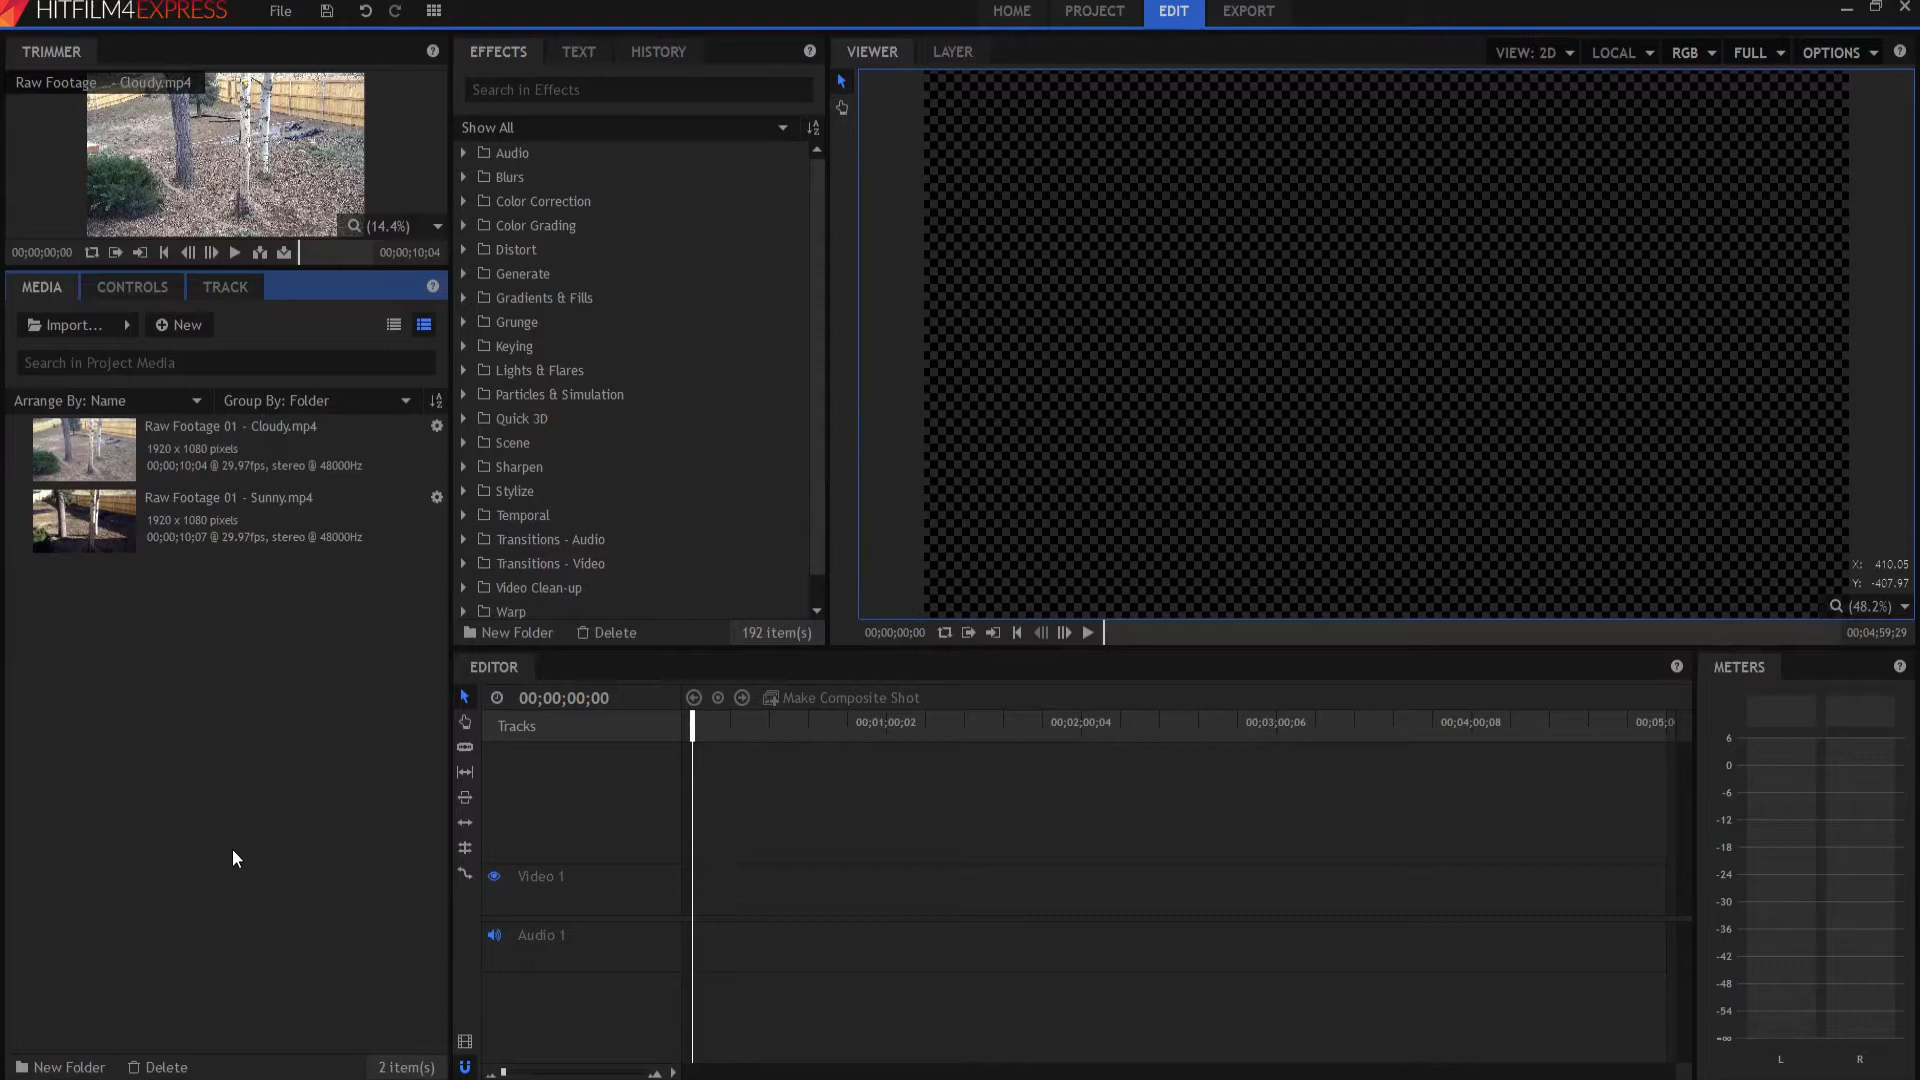 HITFILM4EXPRESS
File
HOME
PROJECT
EDIT
EXPORT
TRIMMER
Raw Footage ... - Cloudy.mp4
(14.4%)
00;00;00;00
00;00;10;04
MEDIA
CONTROLS
TRACK
Import...
New
Search in Project Media
Arrange By: Name
Group By: Folder
Raw Footage 01 - Cloudy.mp4
1920 x 1080 pixels
00;00;10;04 @ 29.97fps, stereo @ 48000Hz
Raw Footage 01 - Sunny.mp4
1920 x 1080 pixels
00;00;10;07 @ 29.97fps, stereo @ 48000Hz
New Folder
Delete
2 item(s)
EFFECTS
TEXT
HISTORY
Search in Effects
Show All
Audio
Blurs
Color Correction
Color Grading
Distort
Generate
Gradients & Fills
Grunge
Keying
Lights & Flares
Particles & Simulation
Quick 3D
Scene
Sharpen
Stylize
Temporal
Transitions - Audio
Transitions - Video
Video Clean-up
Warp
New Folder
Delete
192 item(s)
VIEWER
LAYER
VIEW: 2D
LOCAL
RGB
FULL
OPTIONS
X: 410.05
Y: -407.97
(48.2%)
00;00;00;00
00;04;59;29
EDITOR
00;00;00;00
Make Composite Shot
Tracks
00;01;00;02
00;02;00;04
00;03;00;06
00;04;00;08
00;05;0
Video 1
Audio 1
METERS
6
0
-6
-12
-18
-24
-30
-36
-42
-48
-54
-∞
L
R